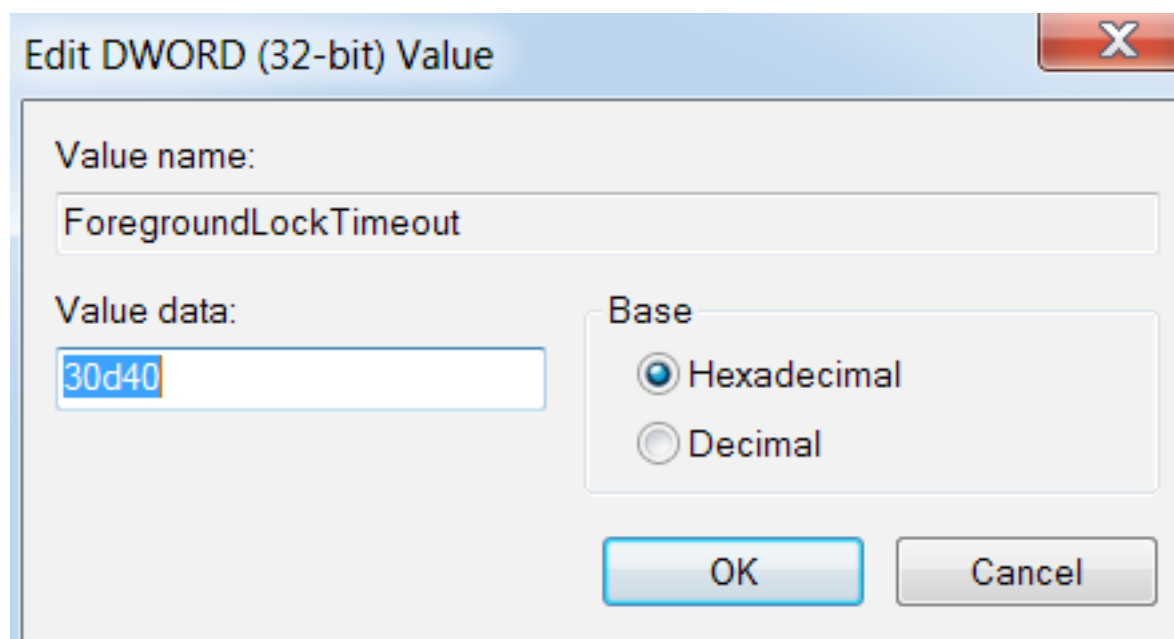 Edit DWORD (32-bit) Value
Value name:
ForegroundLockTimeout
Value data:
30d40
Base
Hexadecimal
Decimal
OK
Cancel